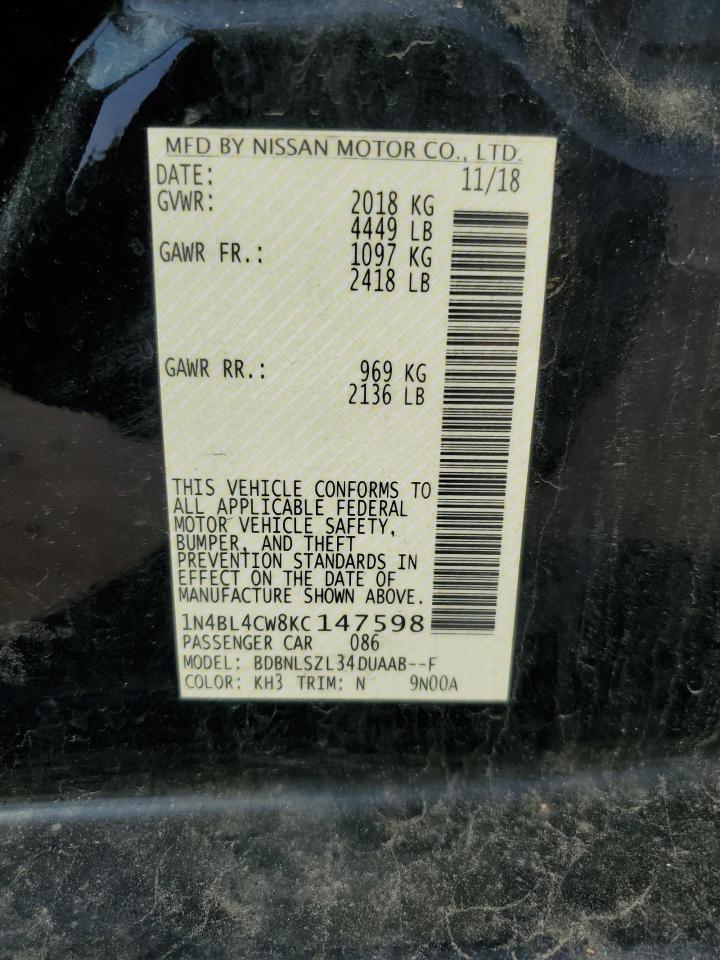 MFD BY NISSAN MOTOR CO., LTD.
DATE: 11/18
GVWR: 2018 KG
4449 LB
GAWR FR.: 1097 KG
2418 LB
GAWR RR.: 969 KG
2136 LB
THIS VEHICLE CONFORMS TO
ALL APPLICABLE FEDERAL
MOTOR VEHICLE SAFETY,
BUMPER, AND THEFT
PREVENTION STANDARDS IN
EFFECT ON THE DATE OF
MANUFACTURE SHOWN ABOVE.
1N4BL4CW8KC147598
PASSENGER CAR 086
MODEL: BDBNLSZL34DUAAB--F
COLOR: KH3 TRIM: N 9N00A